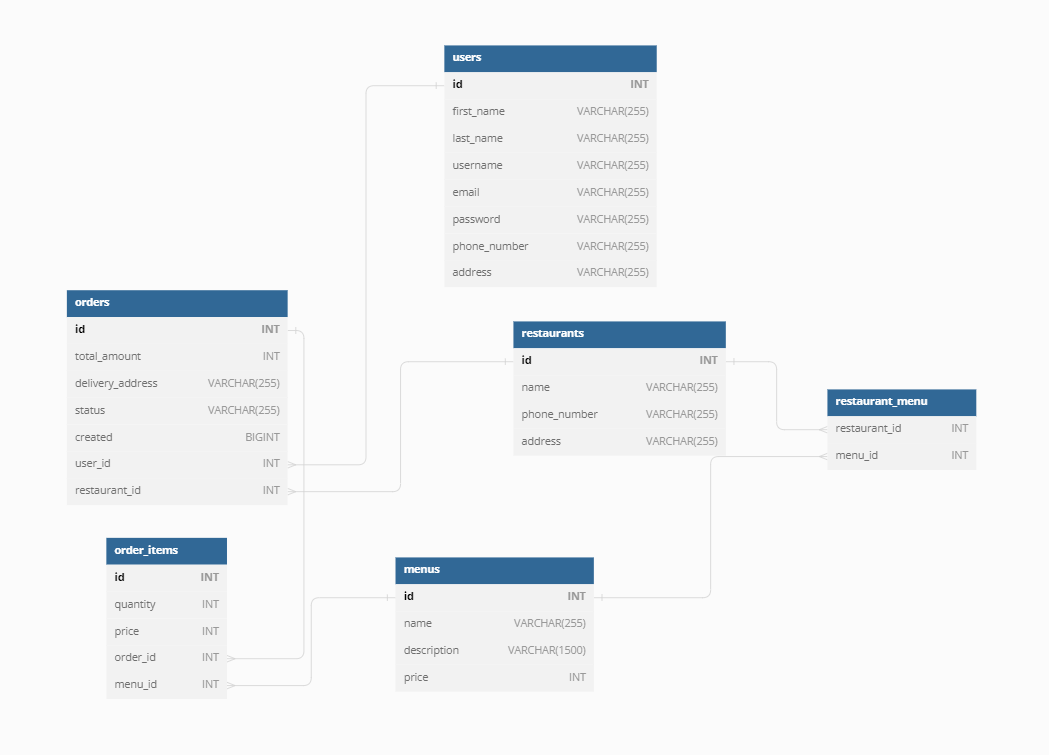 users
id INT
first_name VARCHAR(255)
last_name VARCHAR(255)
username VARCHAR(255)
email VARCHAR(255)
password VARCHAR(255)
phone_number VARCHAR(255)
address VARCHAR(255)
orders
id INT
total_amount INT
delivery_address VARCHAR(255)
status VARCHAR(255)
created BIGINT
user_id INT
restaurant_id INT
restaurants
id INT
name VARCHAR(255)
phone_number VARCHAR(255)
address VARCHAR(255)
restaurant_menu
restaurant_id INT
menu_id INT
order_items
id INT
quantity INT
price INT
order_id INT
menu_id INT
menus
id INT
name VARCHAR(255)
description VARCHAR(1500)
price INT